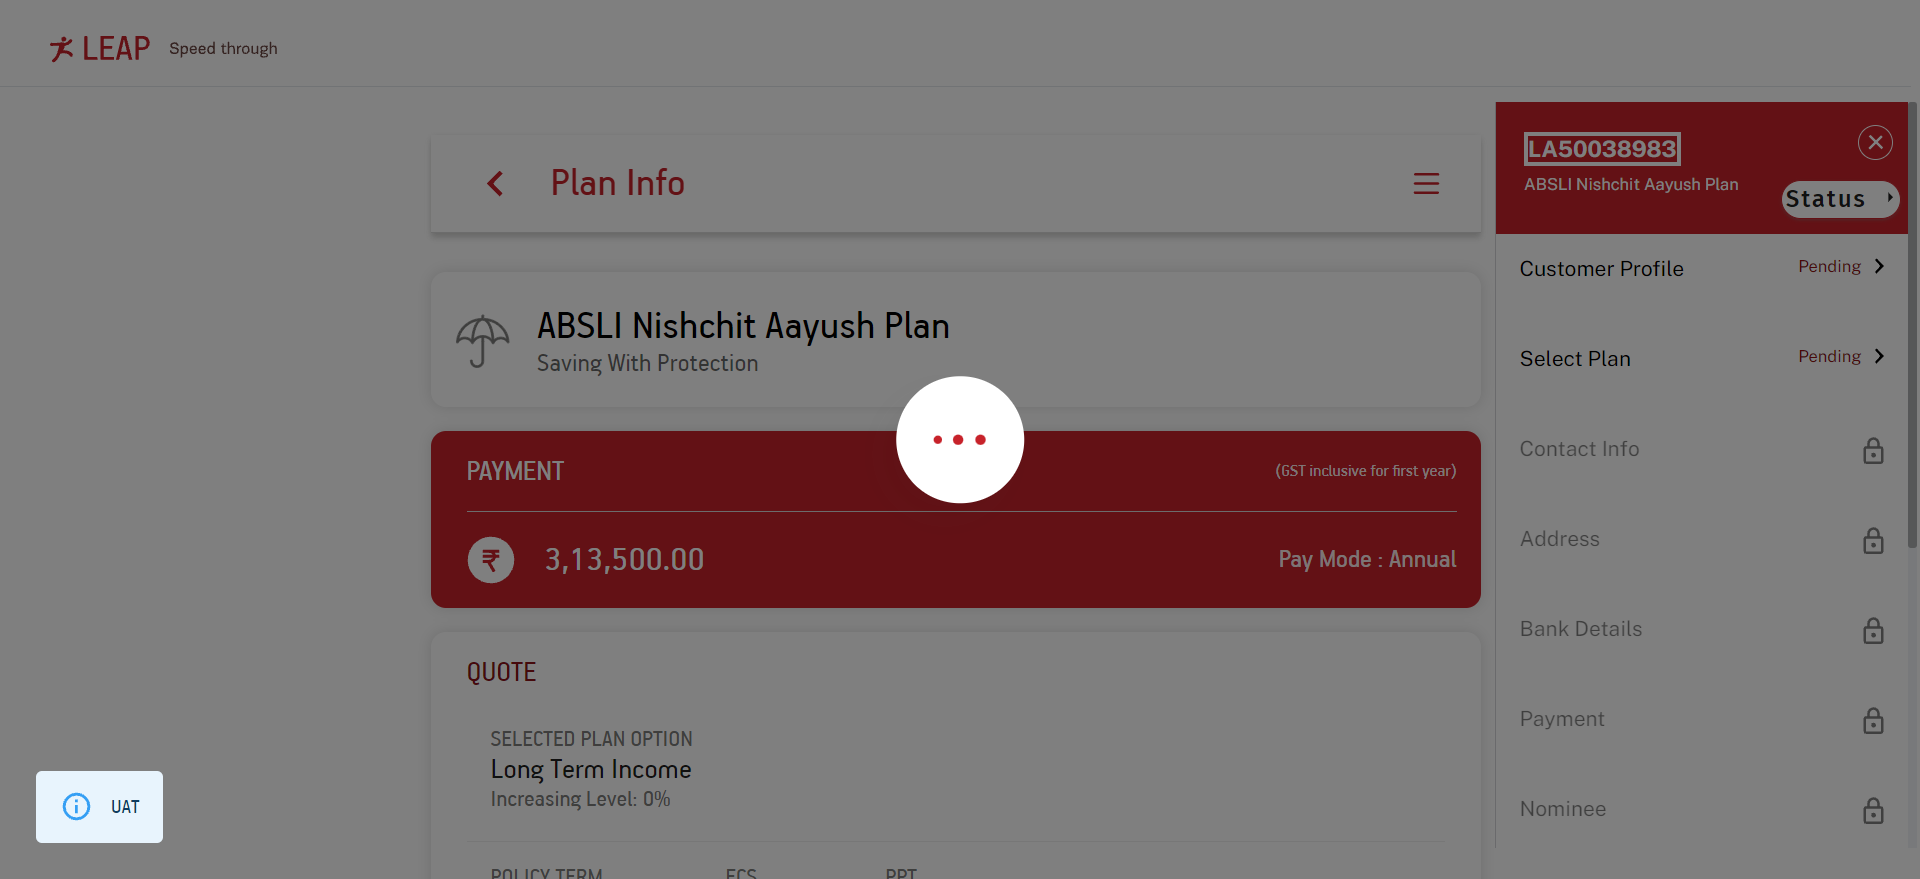 LEAP Speed through
Plan Info
ABSLI Nishchit Aayush Plan
Saving With Protection
PAYMENT (GST inclusive for first year)
₹ 3,13,500.00 Pay Mode : Annual
QUOTE
SELECTED PLAN OPTION
Long Term Income
Increasing Level: 0%
POLICY TERM ECS PPT
UAT
LA50038983
ABSLI Nishchit Aayush Plan
Status
Customer Profile Pending
Select Plan Pending
Contact Info
Address
Bank Details
Payment
Nominee